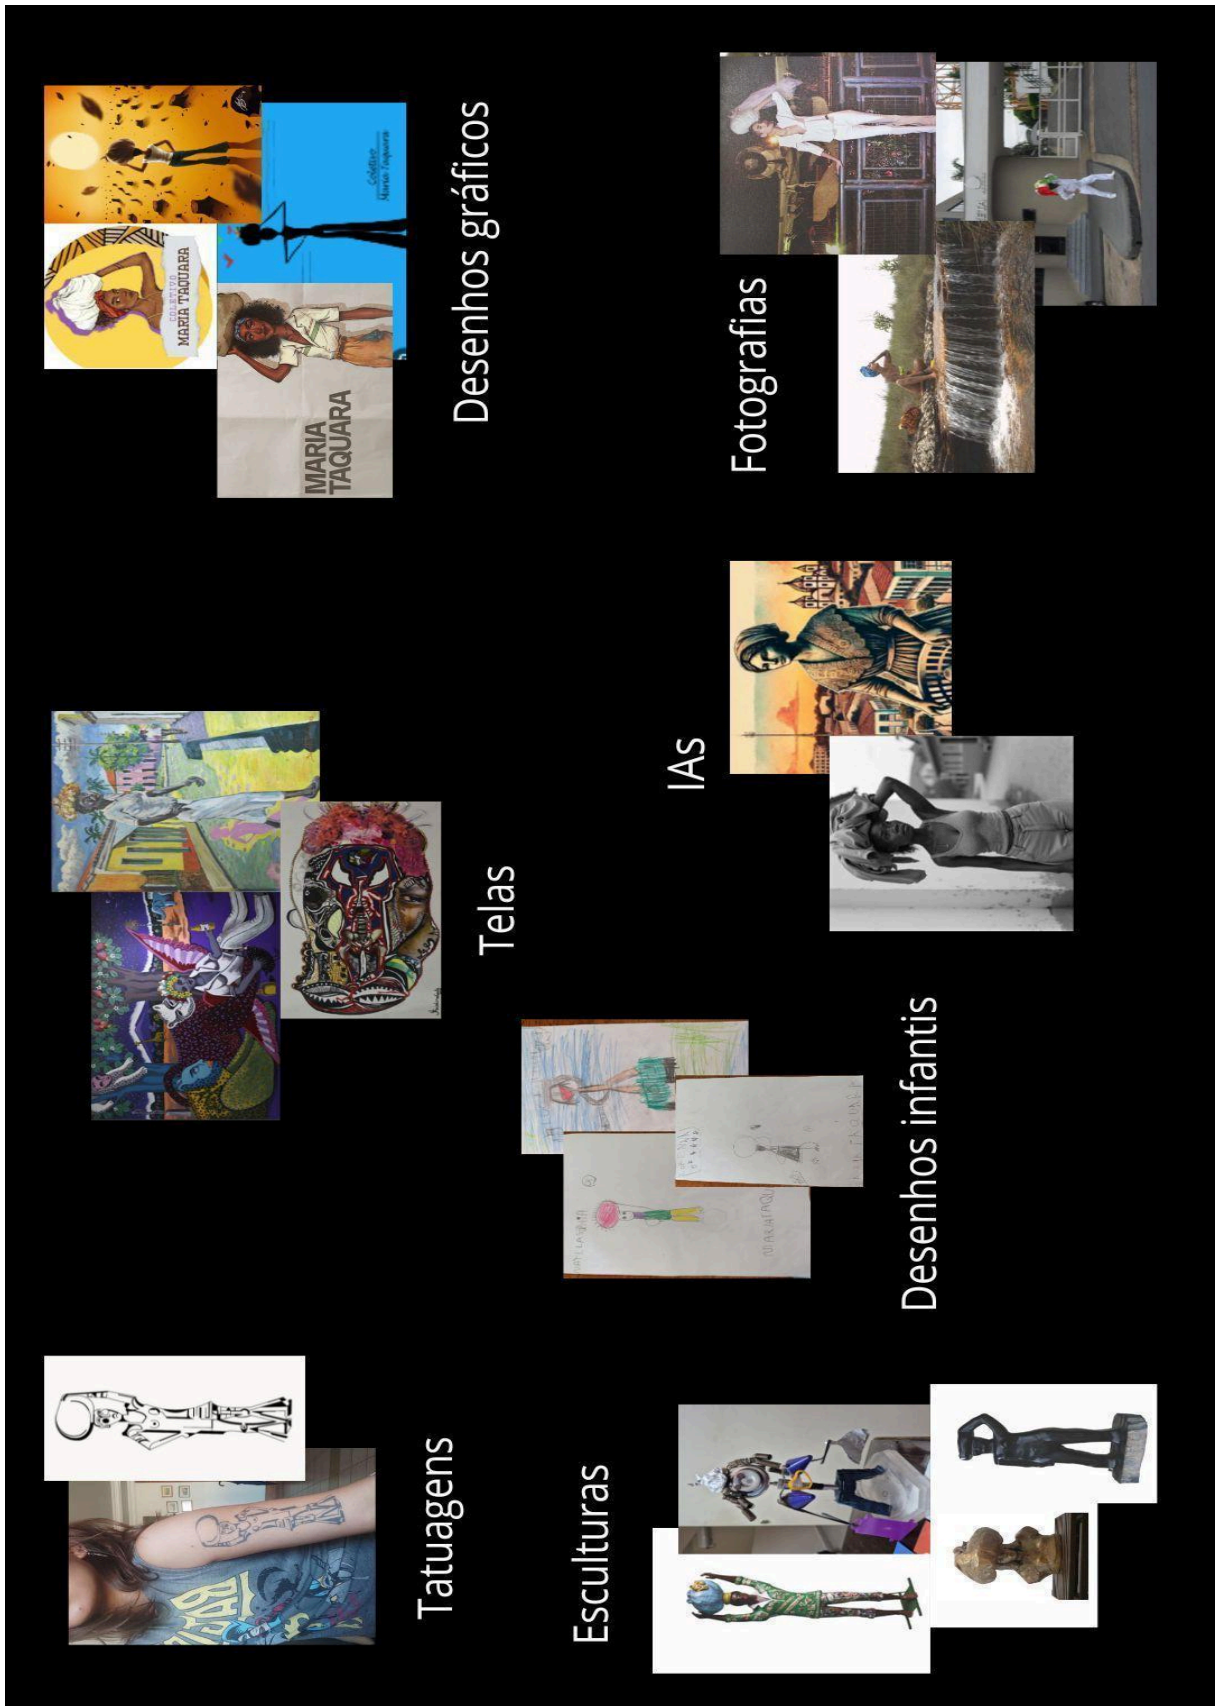 Tatuagens
Telas
Desenhos gráficos
COLETIVO
MARIA TAQUARA
Coletivo
Maria Taquara
MARIA
TAQUARA
Esculturas
Desenhos infantis
IAs
Fotografias